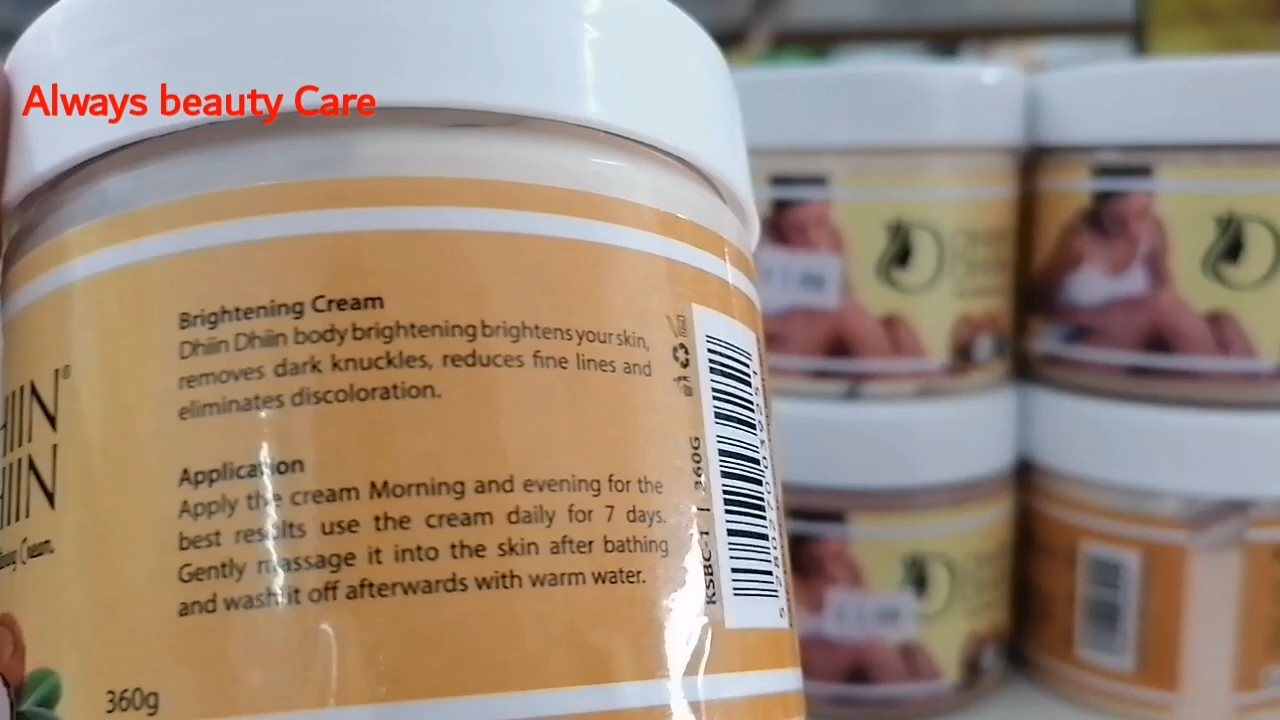 Always beauty Care
Brightening Cream
Dhiin Dhiin body brightening brightens your skin,
removes dark knuckles, reduces fine lines and
eliminates discoloration.
Application
Apply the cream Morning and evening for the
best results use the cream daily for 7 days.
Gently massage it into the skin after bathing
and wash it off afterwards with warm water.
360g
HIIN®
HIIN
Cream
KSBC-1 | 360G